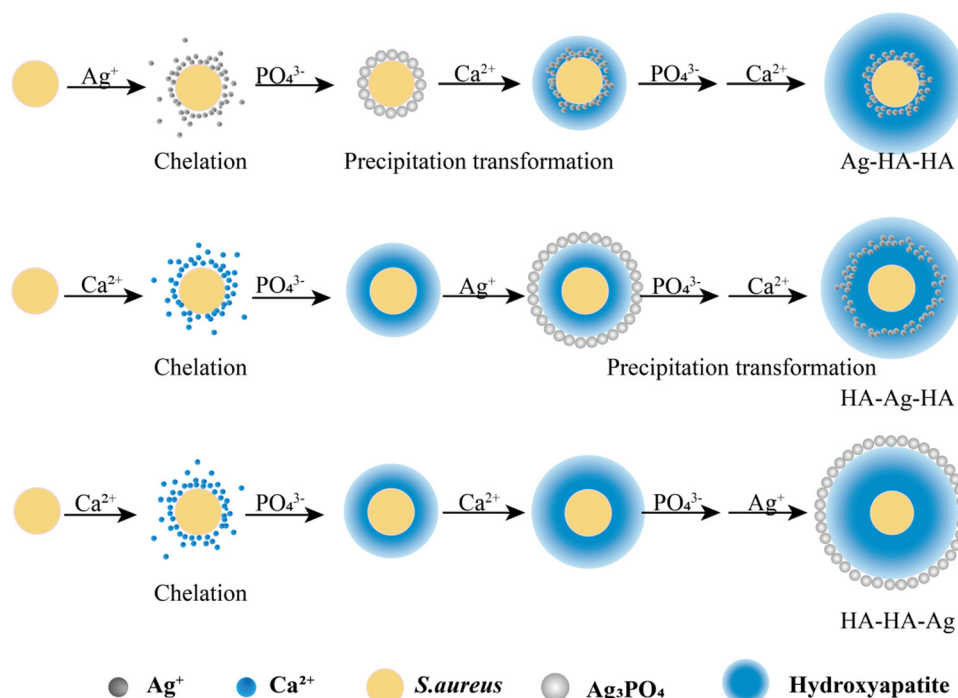 Ag⁺ PO₄³⁻ Ca²⁺ PO₄³⁻ Ca²⁺
Chelation Precipitation transformation Ag-HA-HA
Ca²⁺ PO₄³⁻ Ag⁺ PO₄³⁻ Ca²⁺
Chelation Precipitation transformation
HA-Ag-HA
Ca²⁺ PO₄³⁻ Ca²⁺ PO₄³⁻ Ag⁺
Chelation
HA-HA-Ag
Ag⁺ Ca²⁺ S.aureus Ag₃PO₄ Hydroxyapatite